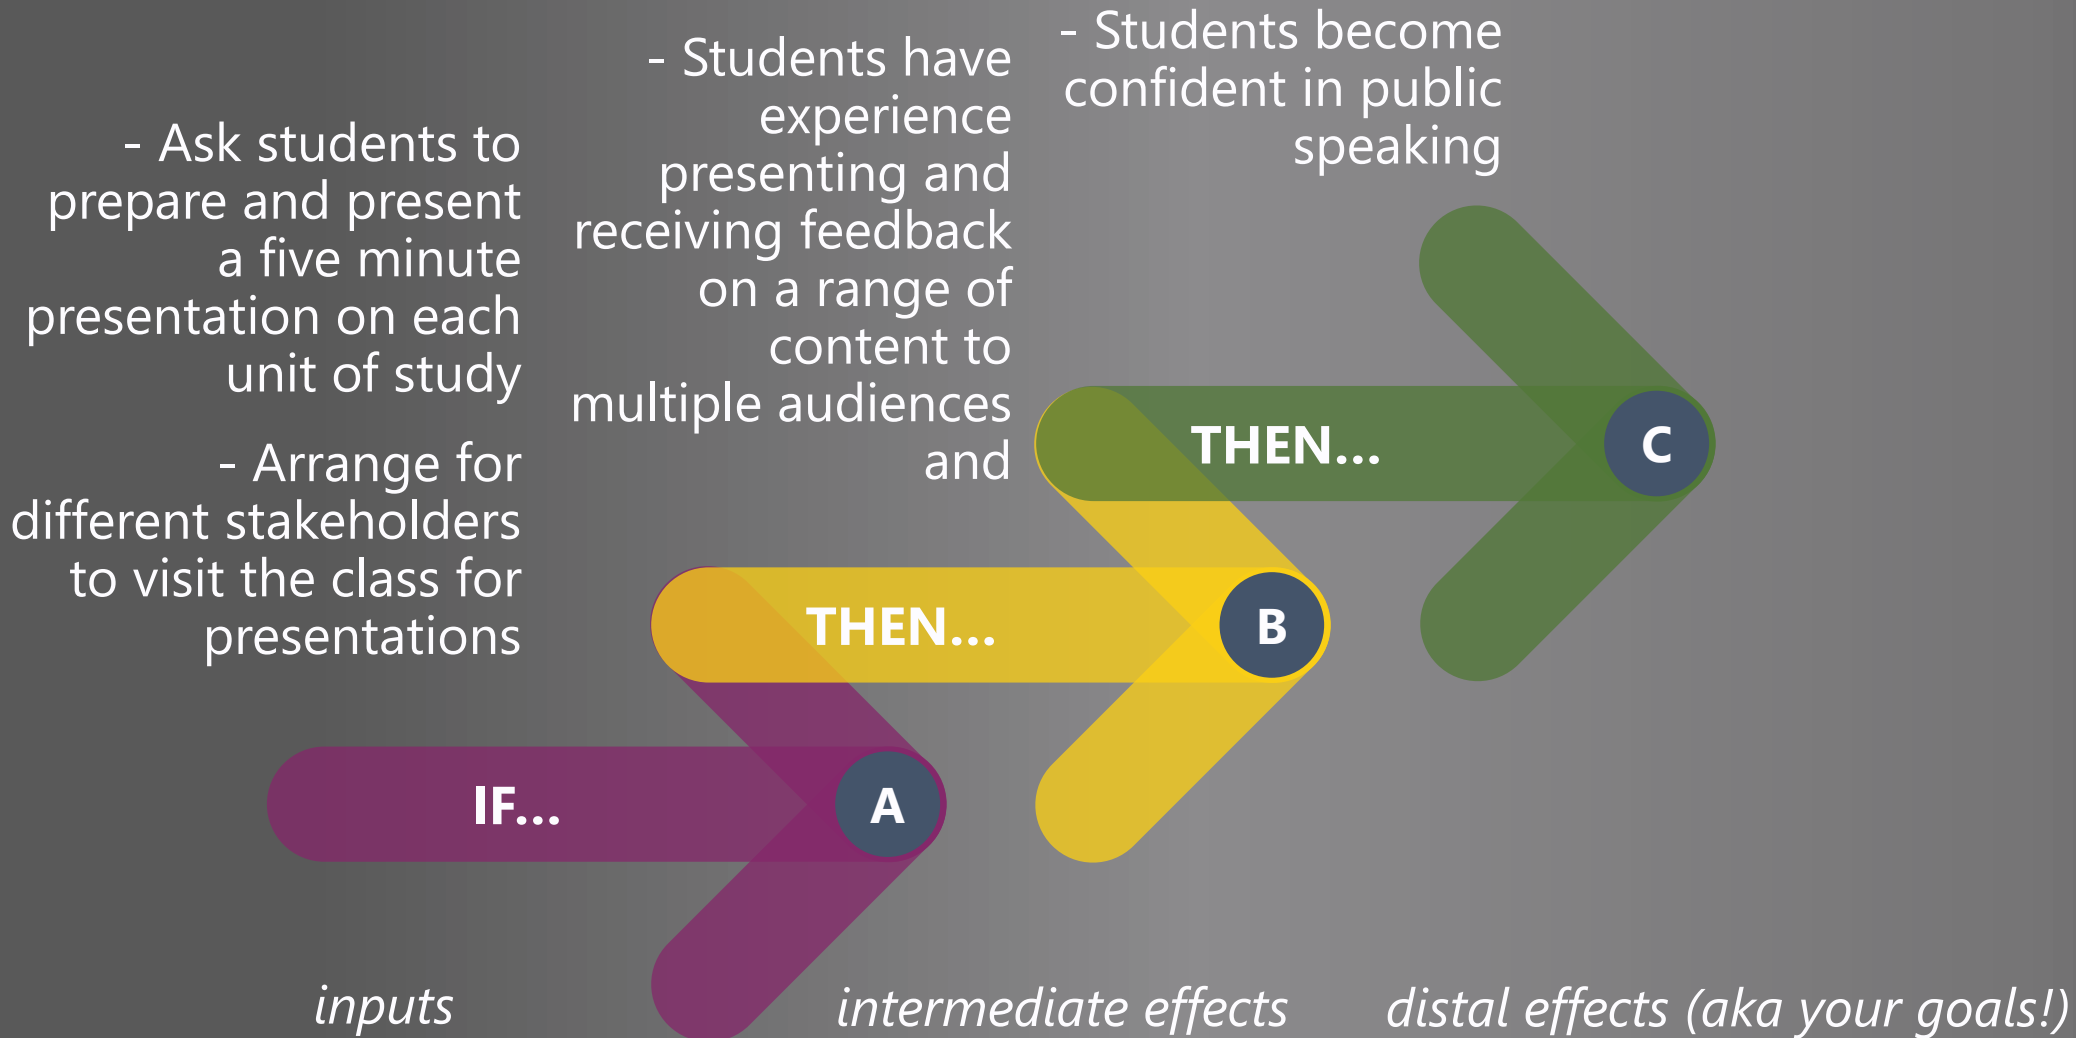 - Ask students to
prepare and present
a five minute
presentation on each
unit of study
- Arrange for
different stakeholders
to visit the class for
presentations
- Students have
experience
presenting and
receiving feedback
on a range of
content to
multiple audiences
and
- Students become
confident in public
speaking
IF...
A
THEN...
B
THEN...
C
inputs
intermediate effects
distal effects (aka your goals!)